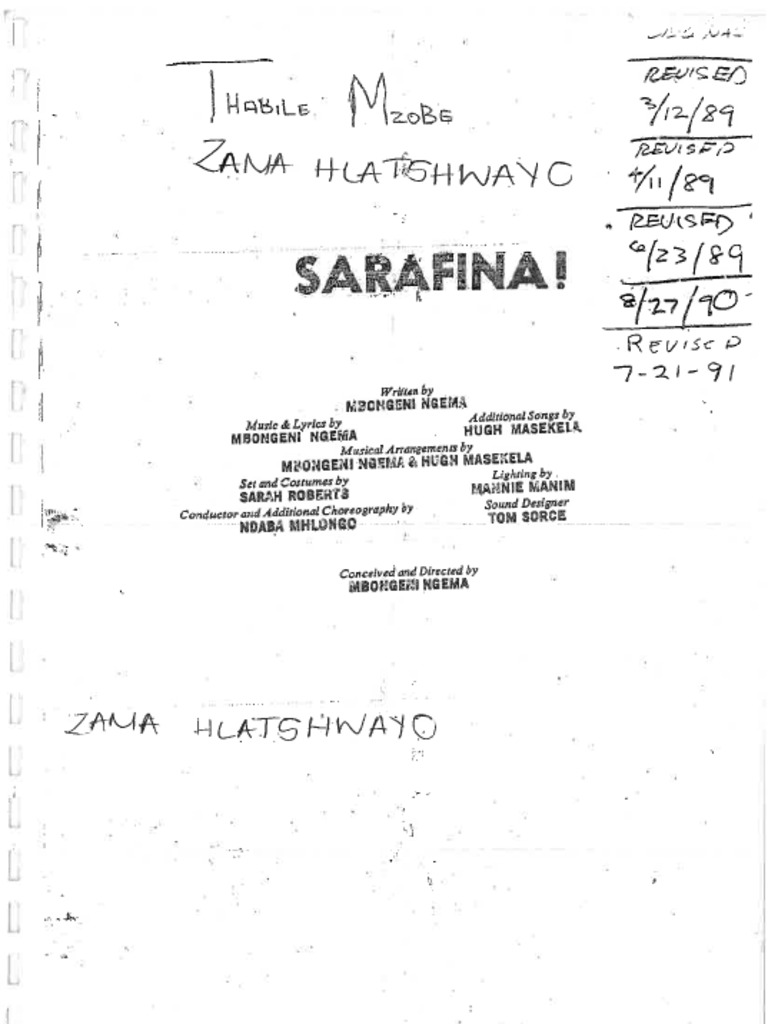 THABILE MZOBE
ZAMA HLATSHWAYO
REVISED
3/12/89
REVISED
4/11/89
REVISED
6/23/89
8/27/90
REVISED
7-21-91
SARAFINA!
Written by
MBONGENI NGEMA
Music & Lyrics by
MBONGENI NGEMA
Additional Songs by
HUGH MASEKELA
Musical Arrangements by
MBONGENI NGEMA & HUGH MASEKELA
Set and Costumes by
SARAH ROBERTS
Lighting by
MANNIE MANIM
Conductor and Additional Choreography by
NDABA MHLONGO
Sound Designer
TOM SORCE
Conceived and Directed by
MBONGENI NGEMA
ZAMA HLATSHWAYO